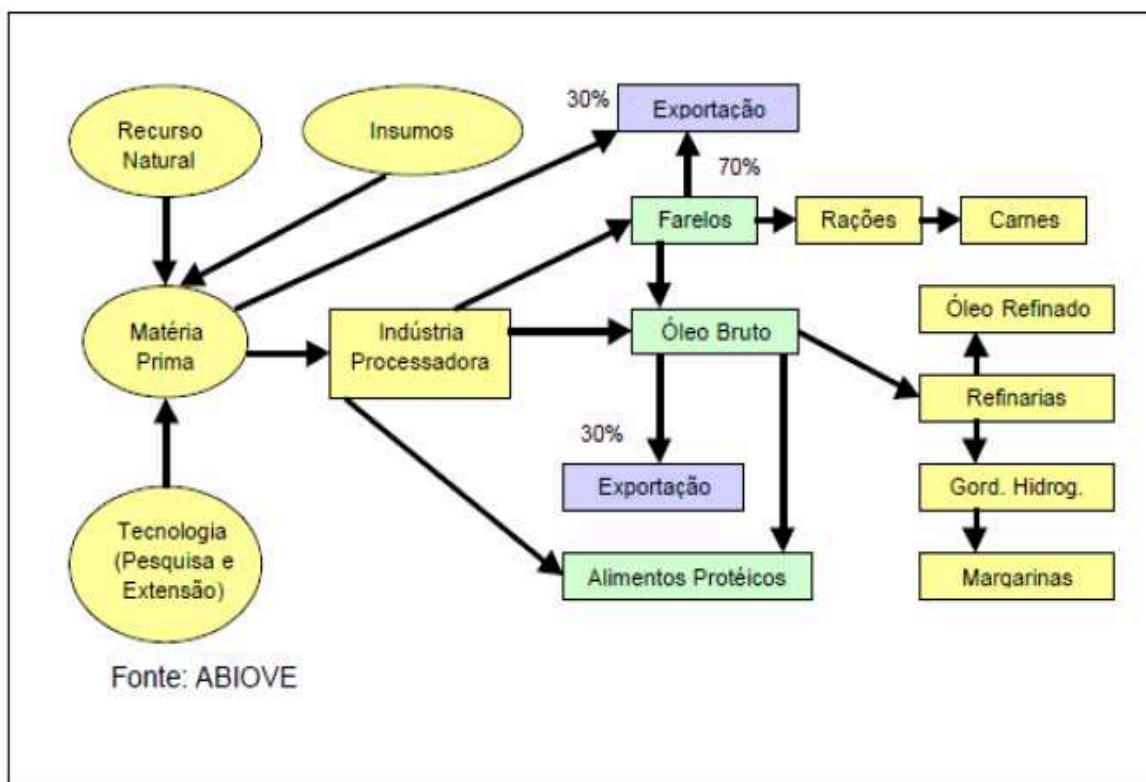 30%
Exportação
Recurso
Natural
Insumos
70%
Farelos
Rações
Carnes
Matéria
Prima
Indústria
Processadora
Óleo Bruto
Óleo Refinado
Refinarias
30%
Exportação
Gord. Hidrog.
Tecnologia
(Pesquisa e
Extensão)
Alimentos Protéicos
Margarinas
Fonte: ABIOVE